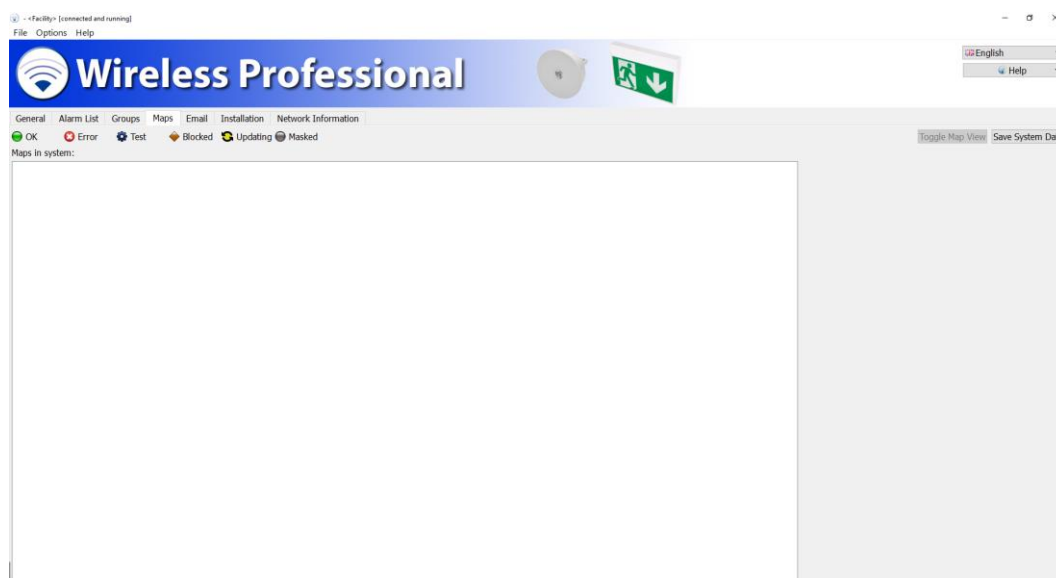 - <Facility> [connected and running]
File Options Help
Wireless Professional
English
Help
General Alarm List Groups Maps Email Installation Network Information
OK Error Test Blocked Updating Masked
Toggle Map View Save System Da
Maps in system: